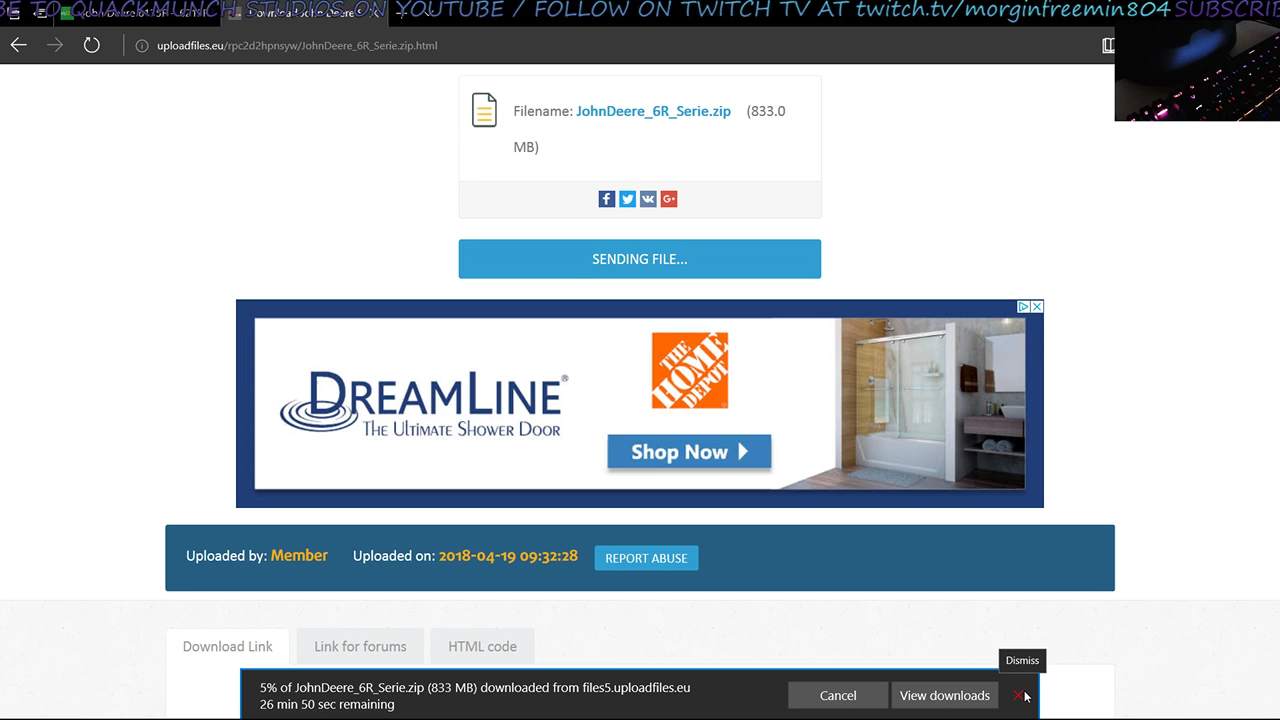 BE TO QUACKMUNCH STUDIOS ON YOUTUBE / FOLLOW ON TWITCH TV AT twitch.tv/morginfreemin804 SUBSCRIB
uploadfiles.eu/rpc2d2hpnsyw/JohnDeere_6R_Serie.zip.html
Filename: JohnDeere_6R_Serie.zip (833.0
MB)
SENDING FILE...
DREAMLINE®
THE ULTIMATE SHOWER DOOR
THE HOME DEPOT
Shop Now
Uploaded by: Member Uploaded on: 2018-04-19 09:32:28 REPORT ABUSE
Download Link Link for forums HTML code
Dismiss
5% of JohnDeere_6R_Serie.zip (833 MB) downloaded from files5.uploadfiles.eu
26 min 50 sec remaining
Cancel View downloads